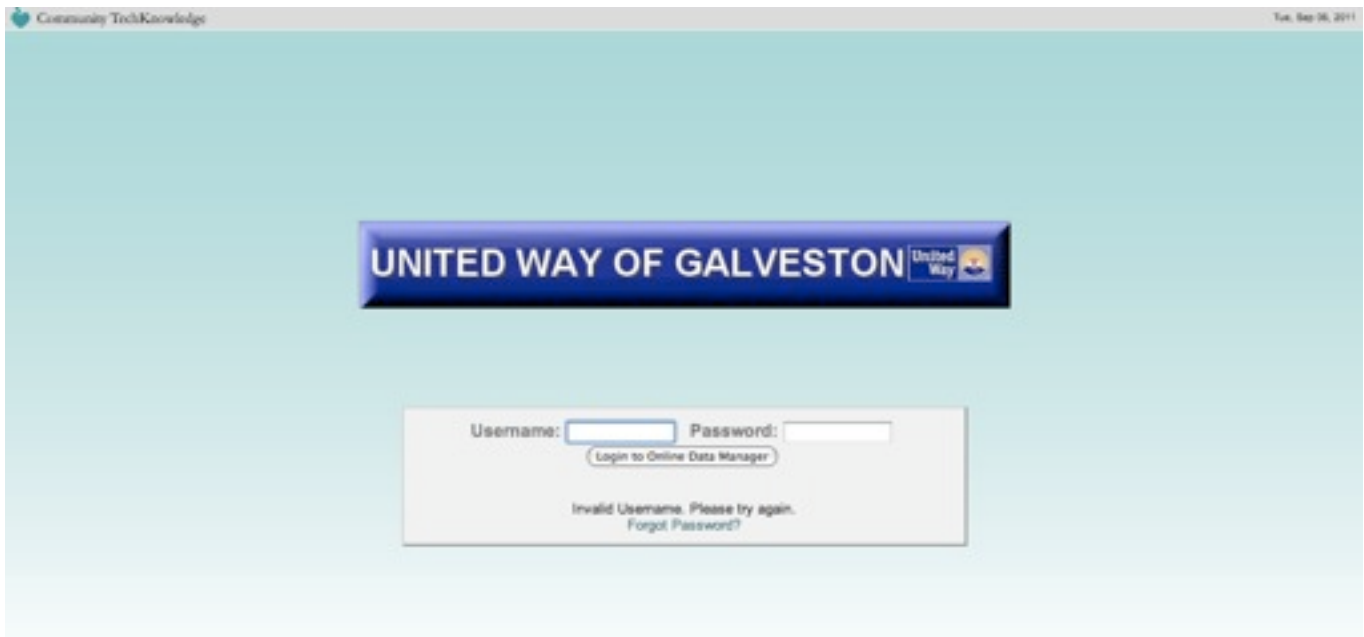 Community TechKnowledge
Tue, Sep 06, 2011
UNITED WAY OF GALVESTON
United
Way
Username:
Password:
Login to Online Data Manager
Invalid Username. Please try again.
Forgot Password?